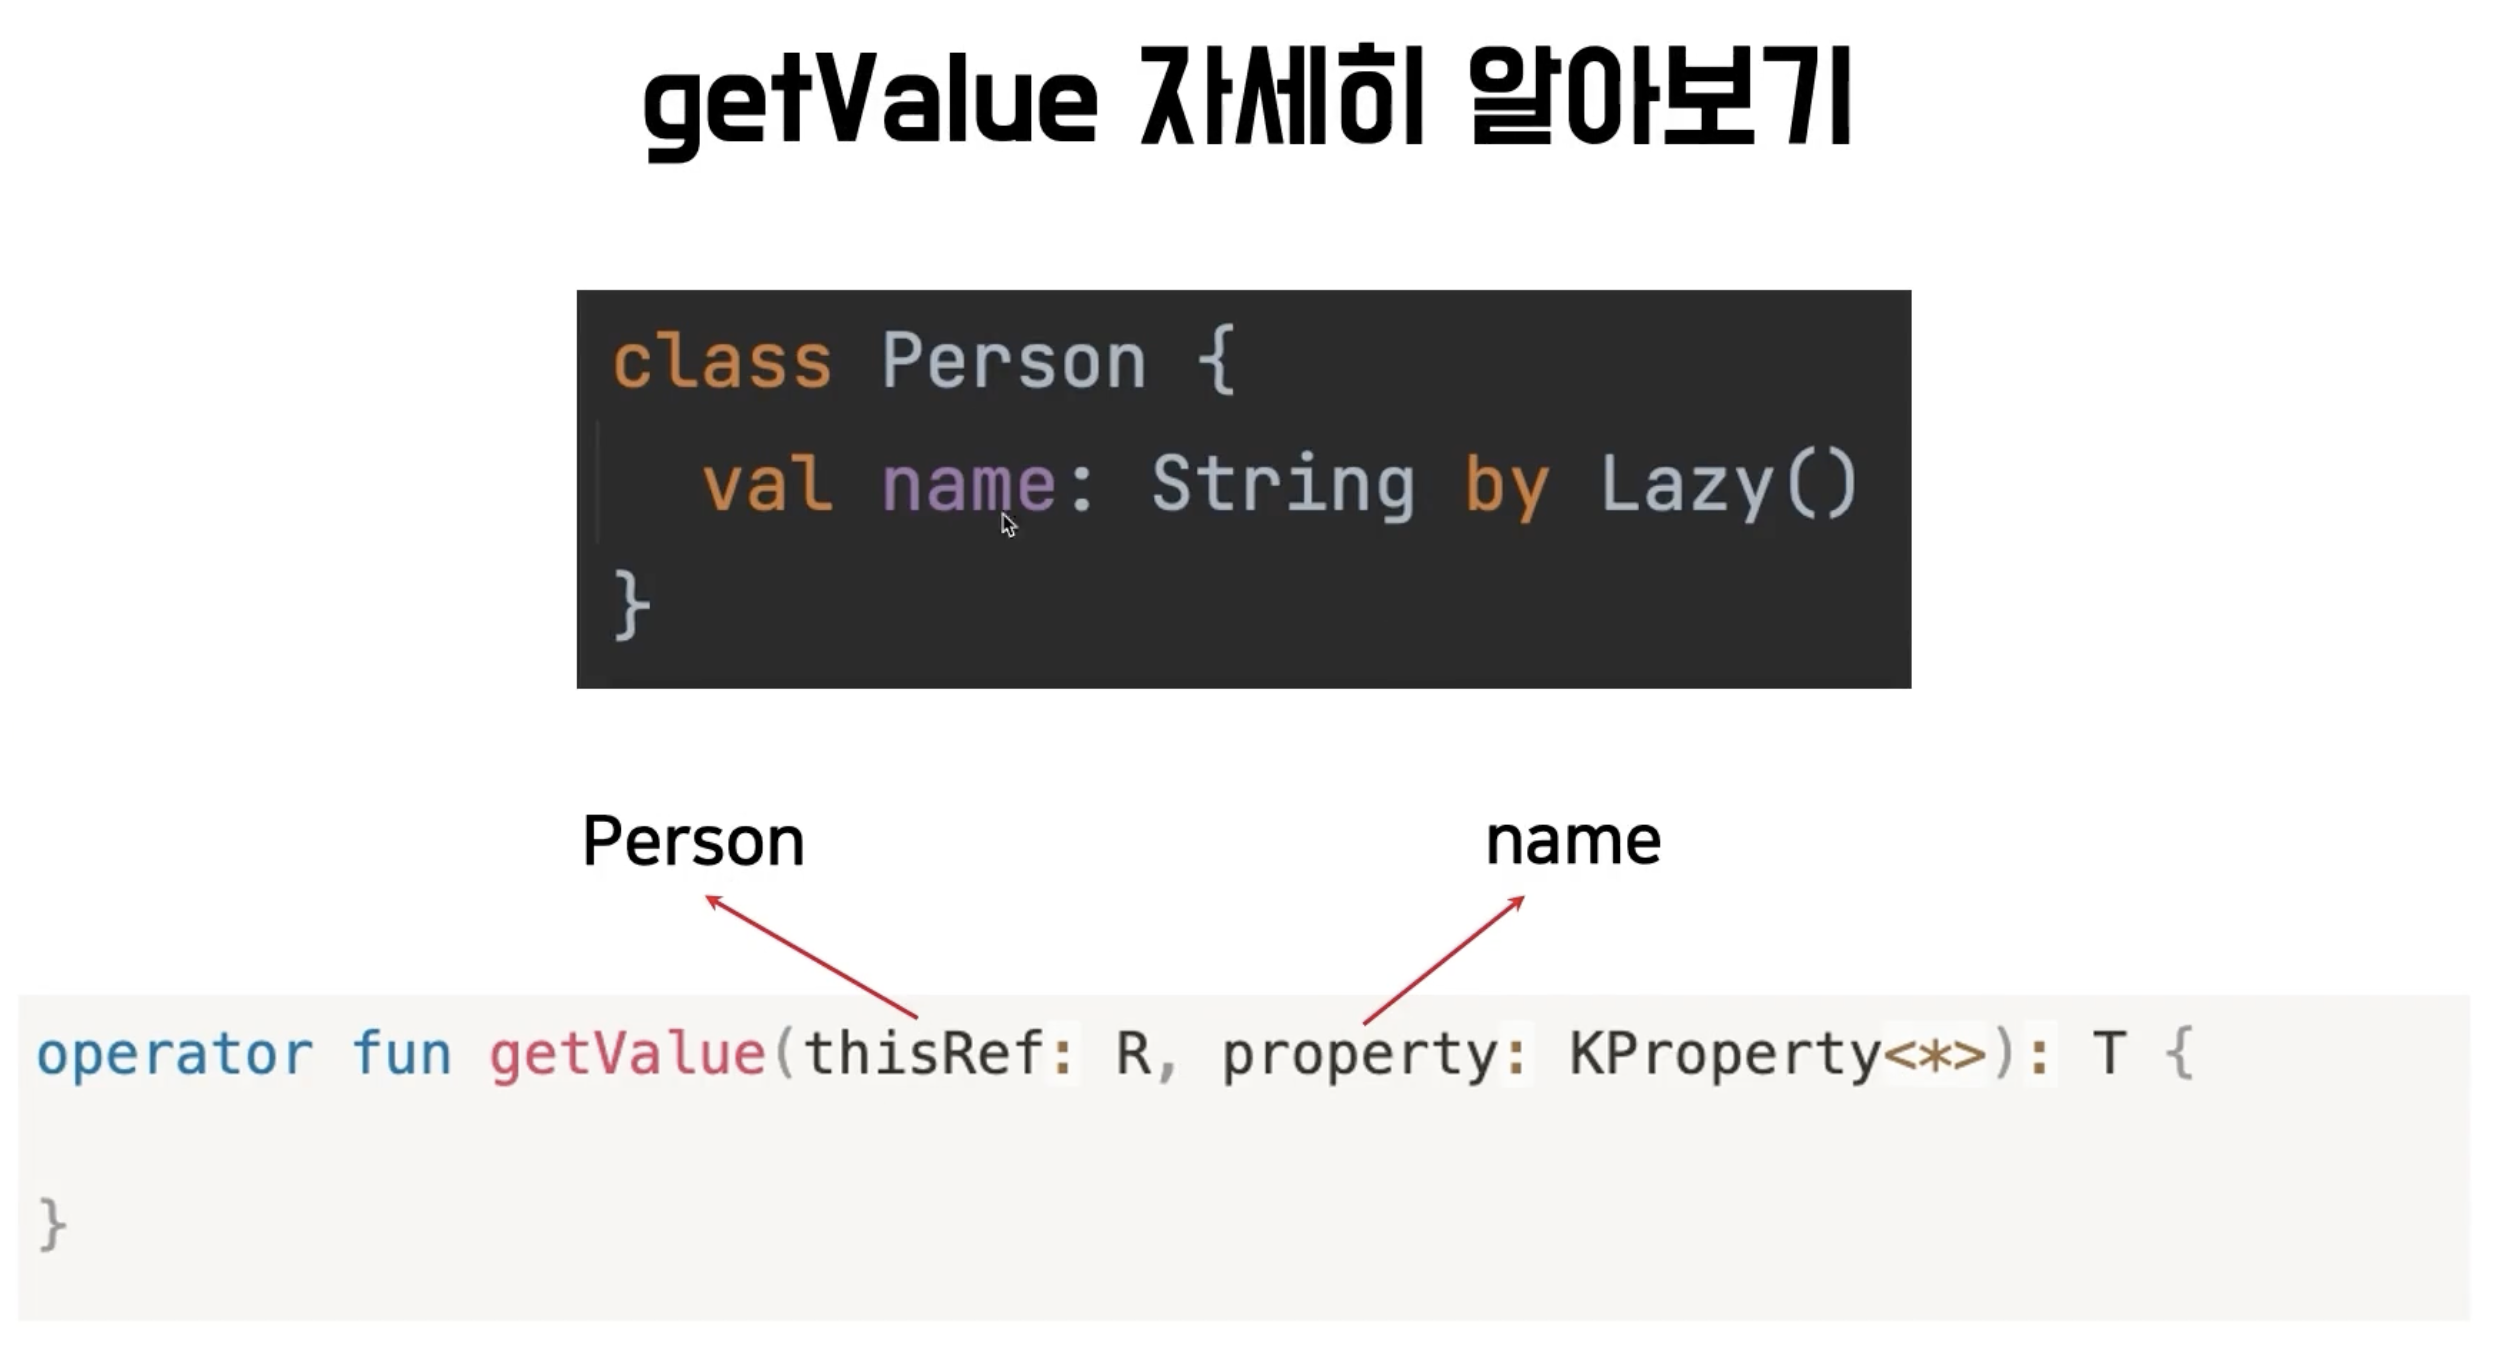 getValue 자세히 알아보기
class Person {
val name: String by Lazy()
}
Person name
operator fun getValue(thisRef: R, property: KProperty<*>): T {
}